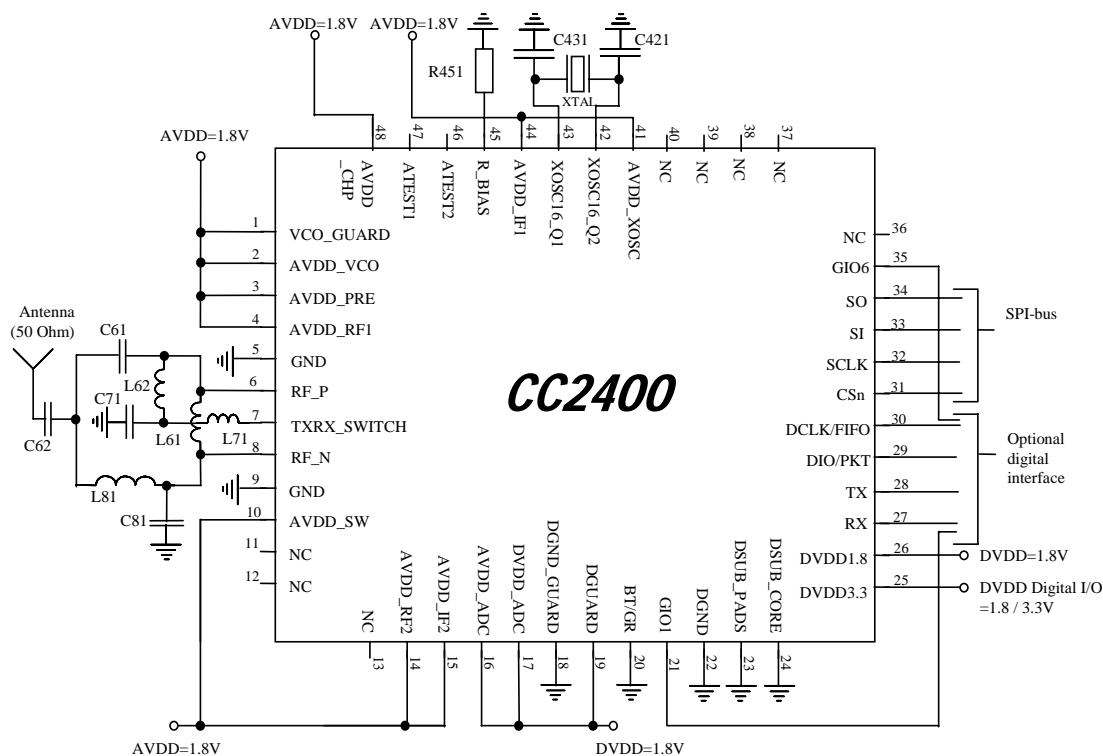 AVDD=1.8V
AVDD=1.8V
C431
C421
R451
XTAL
AVDD=1.8V
48
47
46
45
44
43
42
41
40
39
38
37
AVDD
_CHP
ATEST1
ATEST2
R_BIAS
AVDD_IF1
XOSC16_Q1
XOSC16_Q2
AVDD_XOSC
NC
NC
NC
NC
1
VCO_GUARD
2
AVDD_VCO
3
AVDD_PRE
4
AVDD_RF1
5
GND
6
RF_P
7
TXRX_SWITCH
8
RF_N
9
GND
10
AVDD_SW
11
NC
12
NC
Antenna
(50 Ohm)
C61
L62
C71
L61
L71
C62
L81
C81
CC2400
NC
36
GIO6
35
SO
34
SI
33
SCLK
32
CSn
31
DCLK/FIFO
30
DIO/PKT
29
TX
28
RX
27
DVDD1.8
26
DVDD3.3
25
SPI-bus
Optional
digital
interface
DVDD=1.8V
DVDD Digital I/O
=1.8 / 3.3V
NC
AVDD_RF2
AVDD_IF2
AVDD_ADC
DVDD_ADC
DGND_GUARD
DGUARD
BT/GR
GIO1
DGND
DSUB_PADS
DSUB_CORE
13
14
15
16
17
18
19
20
21
22
23
24
AVDD=1.8V
DVDD=1.8V